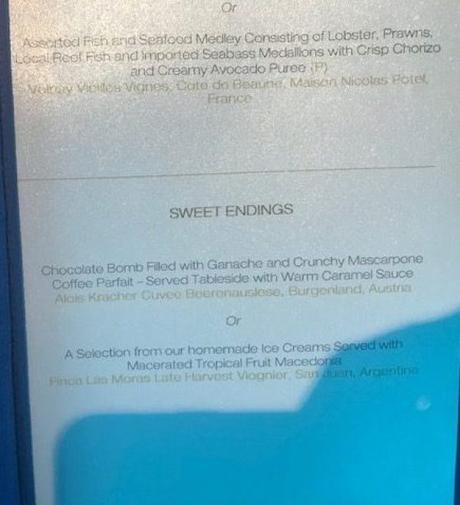 Or
Assorted Fish and Seafood Medley Consisting of Lobster, Prawns,
Local Reef Fish and Imported Seabass Medallions with Crisp Chorizo
and Creamy Avocado Puree (P)
Volnay Vieilles Vignes, Cote de Beaune, Maison Nicolas Potel,
France
SWEET ENDINGS
Chocolate Bomb Filled with Ganache and Crunchy Mascarpone
Coffee Parfait – Served Tableside with Warm Caramel Sauce
Alois Kracher Cuvee Beerenauslese, Burgenland, Austria
Or
A Selection from our homemade Ice Creams Served with
Macerated Tropical Fruit Macedonia
Finca Las Moras Late Harvest Viognier, San Juan, Argentina